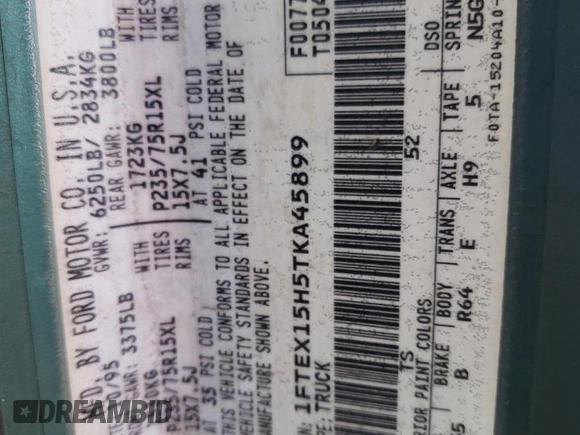 D. BY FORD MOTOR CO. IN U.S.A.
GVWR: 6250LB/ 2834KG
0/95
3375LB
REAR GAWR: 3800LB
1723KG
P235/75R15XL TIRES P235/75R15XL TIRES
15X7.5J RIMS 15X7.5J RIMS
AT 35 PSI COLD AT 41 PSI COLD
THIS VEHICLE CONFORMS TO ALL APPLICABLE FEDERAL MOTOR
VEHICLE SAFETY STANDARDS IN EFFECT ON THE DATE OF
MANUFACTURE SHOWN ABOVE.
1FTEX15H5TKA45899
TYPE: TRUCK
TS 52
RIOR PAINT COLORS DSO
BRAKE BODY TRANS AXLE TAPE SPRIN
B R64 E H9 5 N5G
F0TA-15204A10-
DREAMBID